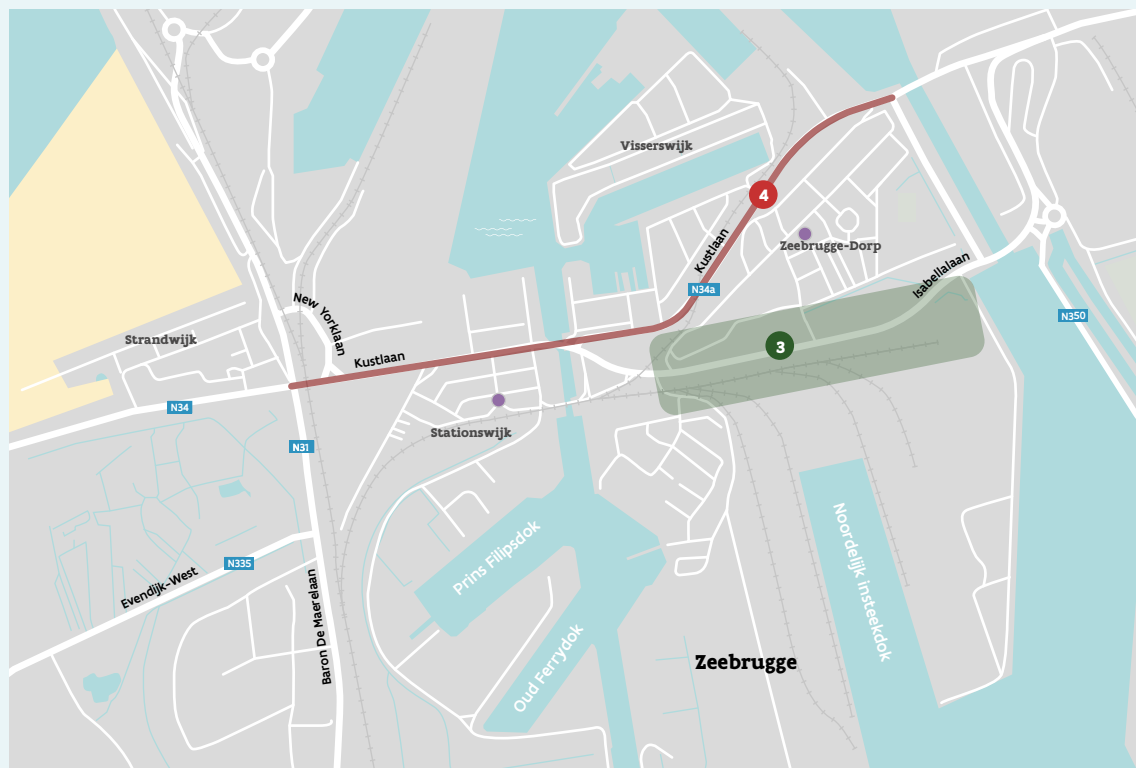 Visserswijk
4
Kustlaan
Zeebrugge-Dorp
Isabellalaan
N34a
New Yorklaan
N350
Strandwijk
3
Kustlaan
N34
Stationswijk
N31
Prins Filipsdok
Noordelijk insteekdok
N335
Evendijk-West
Baron De Maerelaan
Oud Ferrydok
Zeebrugge